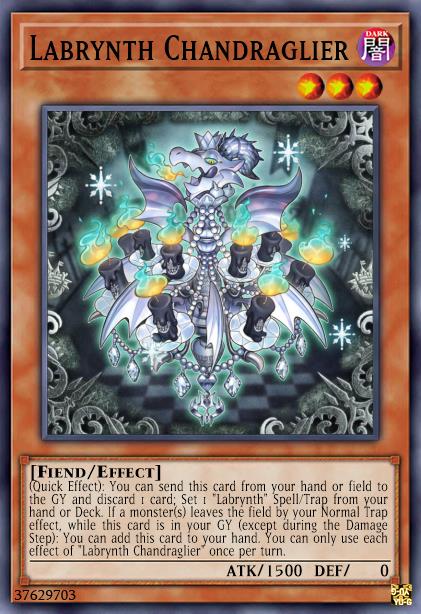 Labrynth Chandraglier
DARK
闇
[Fiend/Effect]
(Quick Effect): You can send this card from your hand or field to
the GY and discard 1 card; Set 1 "Labrynth" Spell/Trap from your
hand or Deck. If a monster(s) leaves the field by your Normal Trap
effect, while this card is in your GY (except during the Damage
Step): You can add this card to your hand. You can only use each
effect of "Labrynth Chandraglier" once per turn.
ATK/1500 DEF/ 0
37629703